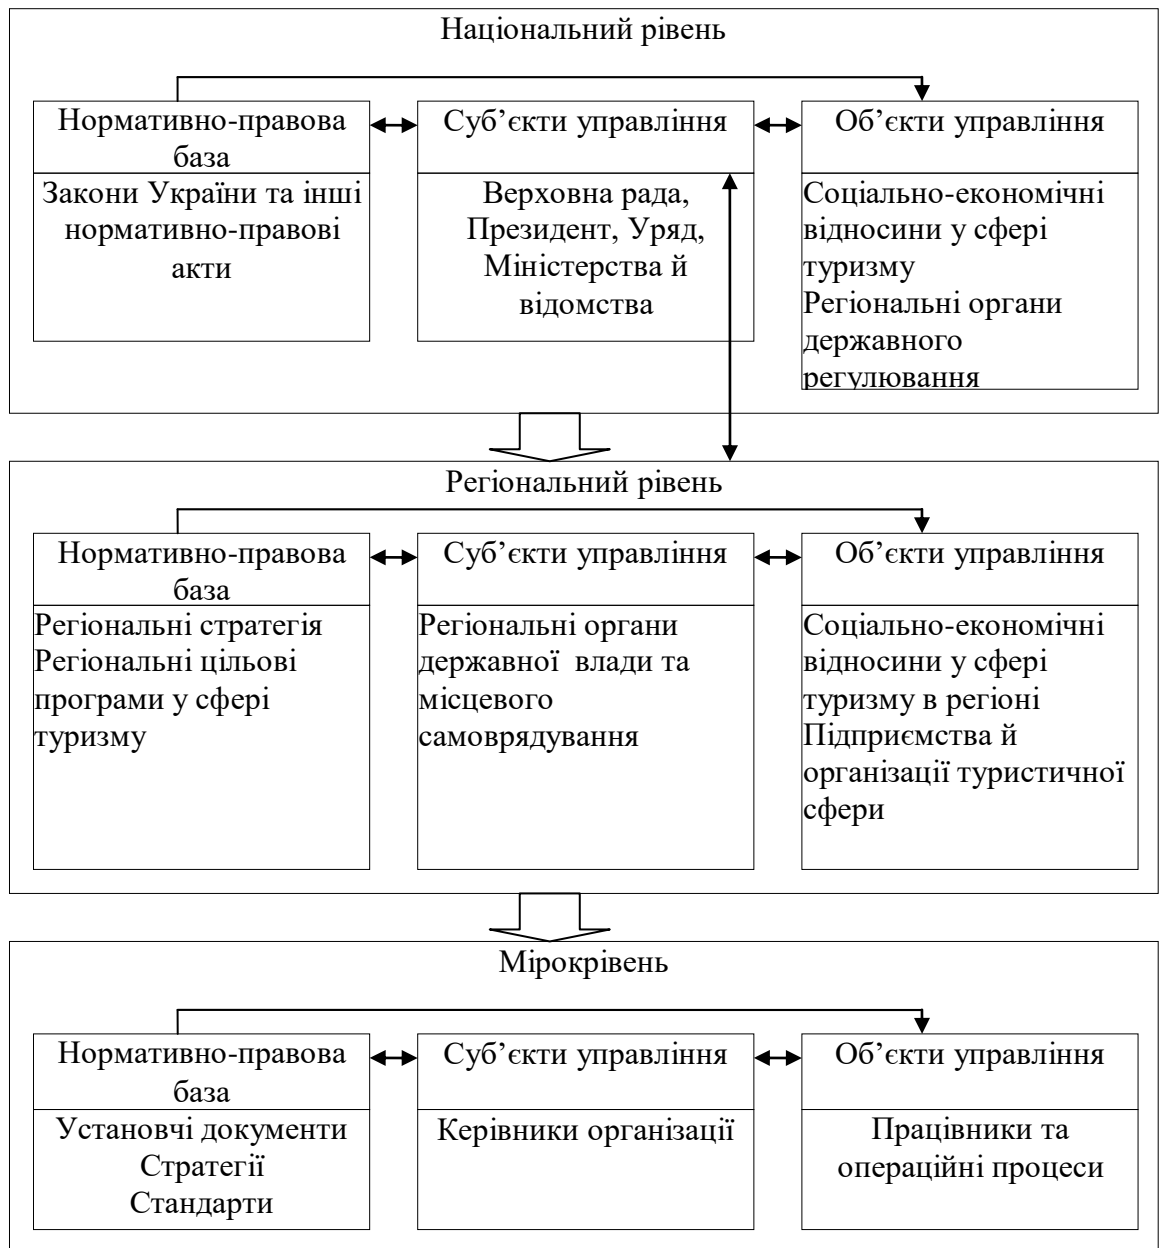 Національний рівень
Нормативно-правова
база
Закони України та інші
нормативно-правові
акти
Суб’єкти управління
Верховна рада,
Президент, Уряд,
Міністерства й
відомства
Об’єкти управління
Соціально-економічні
відносини у сфері
туризму
Регіональні органи
державного
регулювання
Регіональний рівень
Нормативно-правова
база
Регіональні стратегія
Регіональні цільові
програми у сфері
туризму
Суб’єкти управління
Регіональні органи
державної влади та
місцевого
самоврядування
Об’єкти управління
Соціально-економічні
відносини у сфері
туризму в регіоні
Підприємства й
організації туристичної
сфери
Мірокрівень
Нормативно-правова
база
Установчі документи
Стратегії
Стандарти
Суб’єкти управління
Керівники організації
Об’єкти управління
Працівники та
операційні процеси